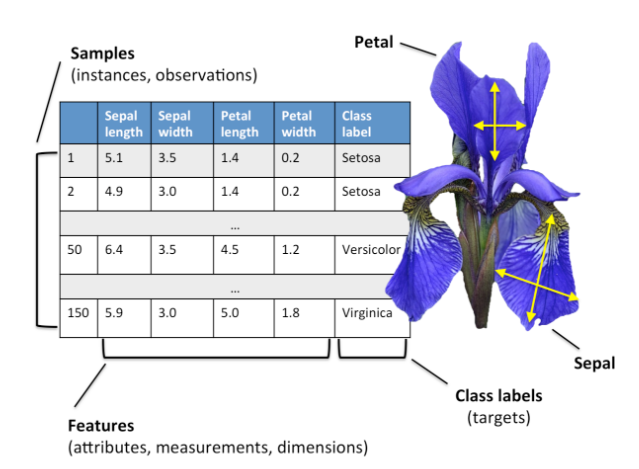 Samples
(instances, observations)
Petal
Sepal length Sepal width Petal length Petal width Class label
1 5.1 3.5 1.4 0.2 Setosa
2 4.9 3.0 1.4 0.2 Setosa
...
50 6.4 3.5 4.5 1.2 Versicolor
...
150 5.9 3.0 5.0 1.8 Virginica
Sepal
Class labels
(targets)
Features
(attributes, measurements, dimensions)